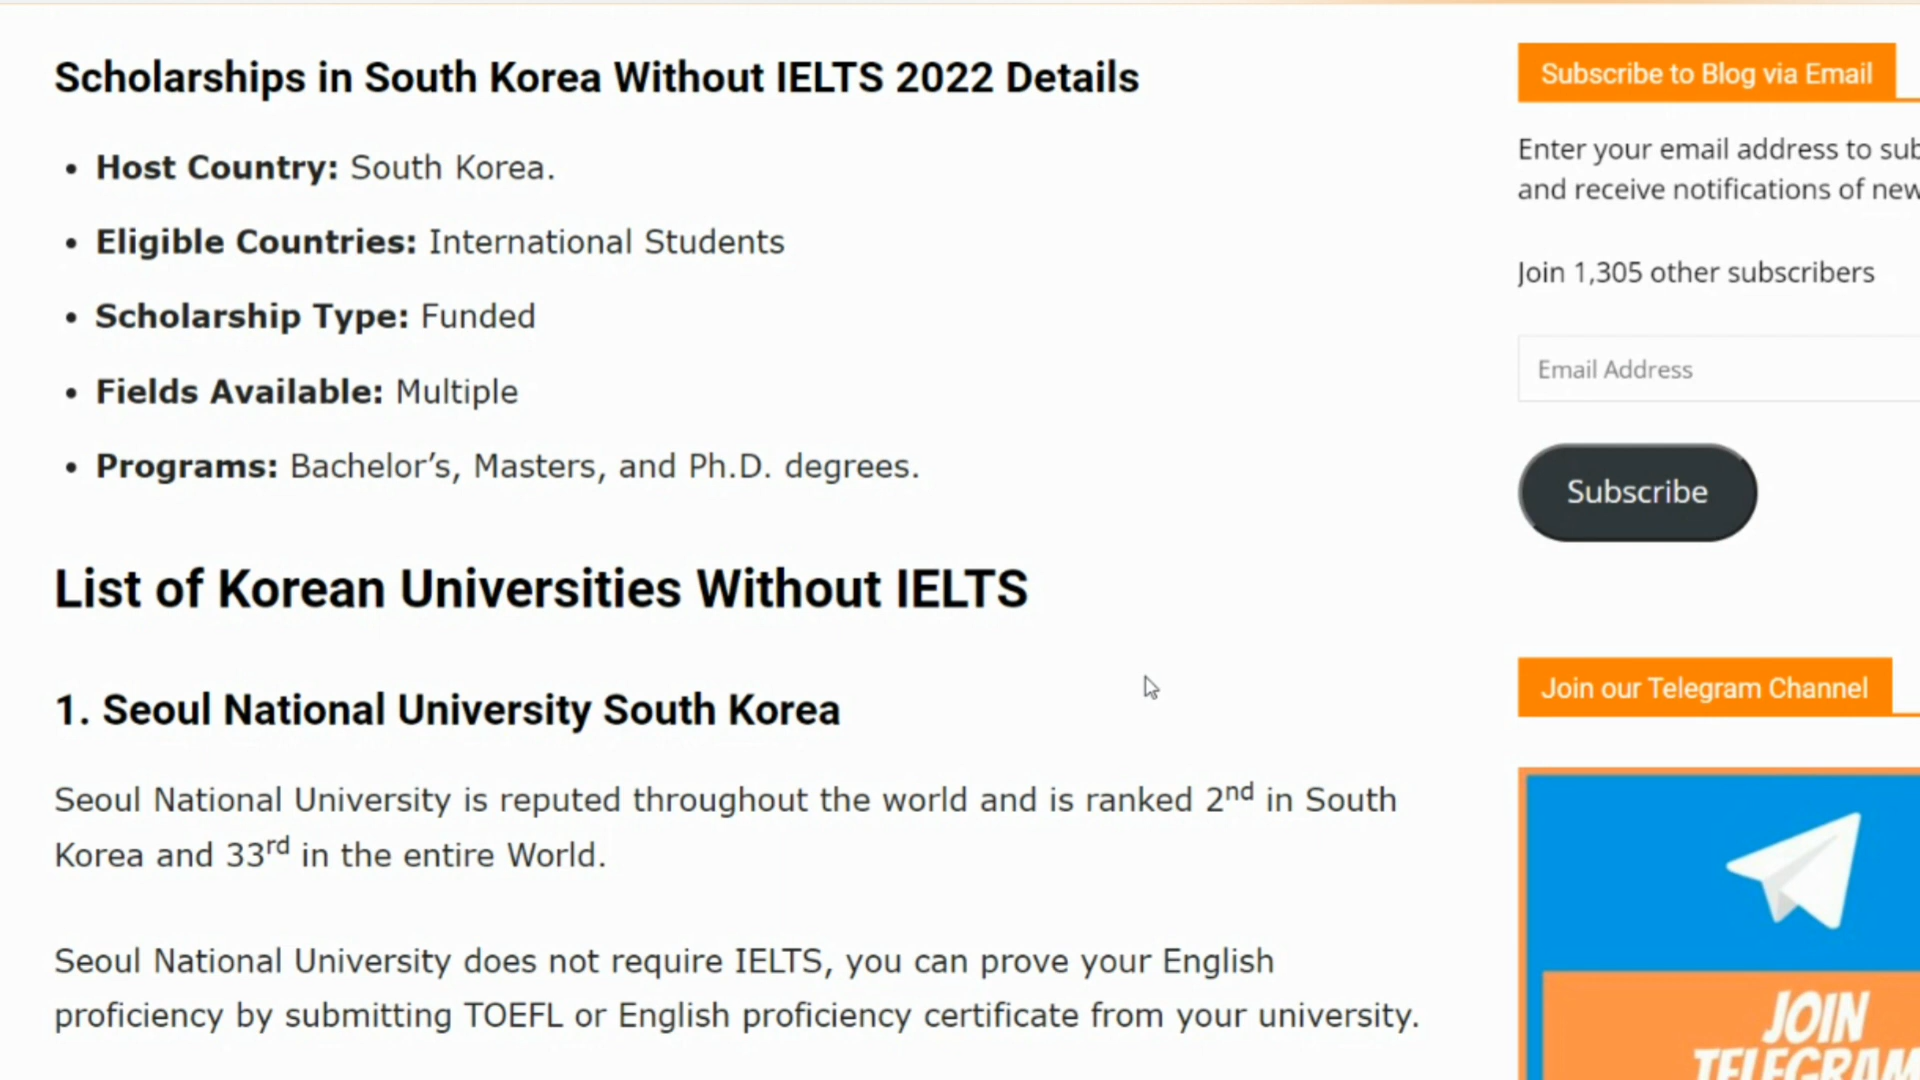 Scholarships in South Korea Without IELTS 2022 Details
• Host Country: South Korea.
• Eligible Countries: International Students
• Scholarship Type: Funded
• Fields Available: Multiple
• Programs: Bachelor’s, Masters, and Ph.D. degrees.
List of Korean Universities Without IELTS
1. Seoul National University South Korea
Seoul National University is reputed throughout the world and is ranked 2nd in South
Korea and 33rd in the entire World.
Seoul National University does not require IELTS, you can prove your English
proficiency by submitting TOEFL or English proficiency certificate from your university.
Subscribe to Blog via Email
Enter your email address to sub
and receive notifications of new
Join 1,305 other subscribers
Email Address
Subscribe
Join our Telegram Channel
JOIN
TELEGRAM